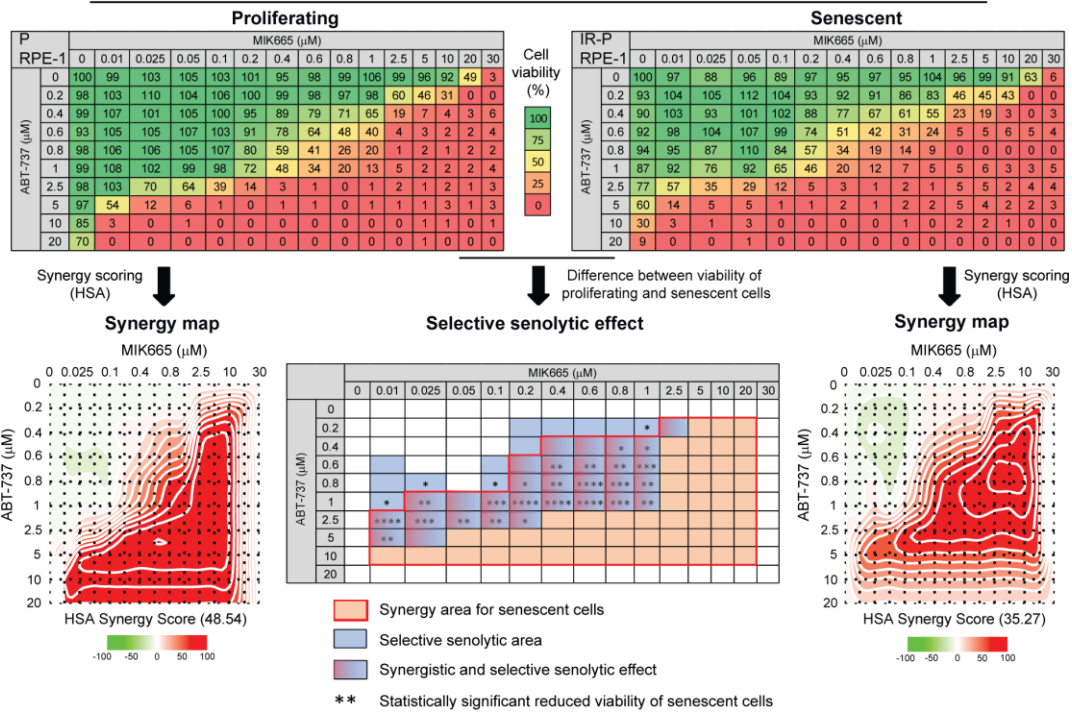 Proliferating
Senescent
P
RPE-1
MIK665 (μM)
0 0.01 0.025 0.05 0.1 0.2 0.4 0.6 0.8 1 2.5 5 10 20 30
ABT-737 (μM)
0 100 99 103 105 103 101 95 98 99 106 99 96 92 49 3
0.2 98 103 110 104 106 100 99 98 97 98 60 46 31 0 0
0.4 99 107 101 105 100 95 89 79 71 65 19 7 4 3 6
0.6 93 105 105 107 103 91 78 64 48 40 4 3 2 2 4
0.8 98 106 106 105 107 80 59 41 26 20 1 2 1 2 2
1 99 108 102 99 98 72 48 34 20 13 5 1 2 2 4
2.5 98 103 70 64 39 14 3 1 0 1 5 2 1 2 3
5 97 54 12 6 1 0 1 0 1 0 2 1 3 1 3
10 85 3 0 1 0 0 0 0 0 0 0 0 1 0 0
20 70 0 0 0 0 0 0 0 0 0 0 1 0 0 0
Cell
viability
(%)
100
75
50
25
0
IR-P
RPE-1
MIK665 (μM)
0 0.01 0.025 0.05 0.1 0.2 0.4 0.6 0.8 1 2.5 5 10 20 30
ABT-737 (μM)
0 100 97 88 96 89 97 95 97 95 104 96 99 91 63 6
0.2 94 104 105 112 104 93 92 91 86 83 46 45 43 0 0
0.4 90 103 93 101 102 88 77 67 61 55 23 19 3 0 3
0.6 92 98 104 107 99 74 51 42 31 24 5 5 6 5 4
0.8 94 95 87 110 84 57 34 19 14 9 0 0 0 0 4
1 87 92 76 92 65 46 20 12 7 5 5 6 3 3 4
2.5 77 57 35 29 12 5 3 1 2 3 5 6 4 2 4
5 60 14 5 5 1 1 2 1 2 2 5 4 2 2 3
10 30 3 1 3 0 0 0 0 0 2 2 1 0 0 0
20 9 0 0 1 0 0 0 0 0 0 0 0 0 0 0
Synergy scoring
(HSA)
Difference between viability of
proliferating and senescent cells
Synergy scoring
(HSA)
Synergy map
Selective senolytic effect
Synergy map
MIK665 (μM)
0 0.025 0.1 0.4 0.8 2.5 10 30
ABT-737 (μM)
0
0.2
0.4
0.6
0.8
1
2.5
5
10
20
HSA Synergy Score (48.54)
-100 -50 0 50 100
MIK665 (μM)
0 0.01 0.025 0.05 0.1 0.2 0.4 0.6 0.8 1 2.5 5 10 20 30
ABT-737 (μM)
0
0.2 *
0.4 * *
0.6 ** ** ** ***
0.8 * * * ** **** *** **
1 * ** *** **** **** **** *** **
2.5 **** *** ** ** *
5 **
10
20
Synergy area for senescent cells
Selective senolytic area
Synergistic and selective senolytic effect
** Statistically significant reduced viability of senescent cells
MIK665 (μM)
0 0.025 0.1 0.4 0.8 2.5 10 30
ABT-737 (μM)
0
0.2
0.4
0.6
0.8
1
2.5
5
10
20
HSA Synergy Score (35.27)
-100 -50 0 50 100